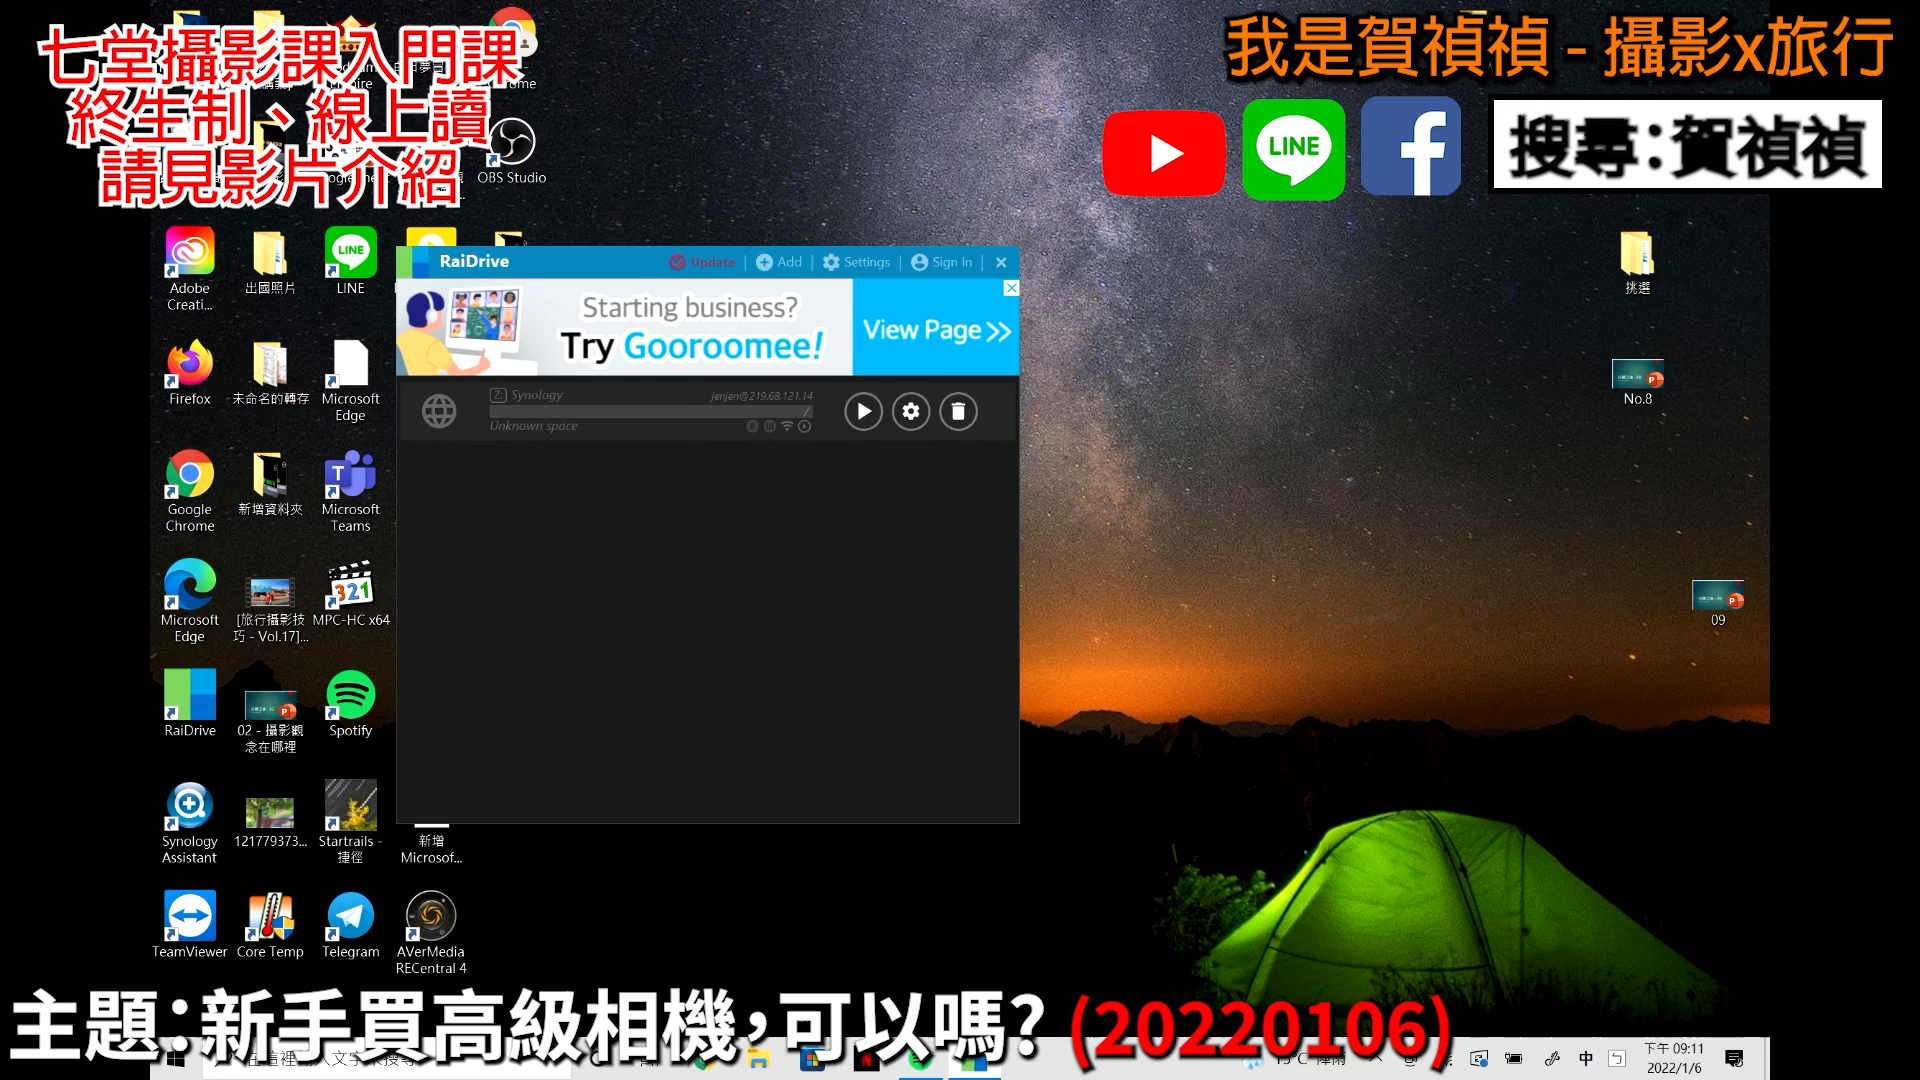 七堂攝影課入門課
終生制、線上讀
請見影片介紹
我是賀禎禎 - 攝影x旅行
LINE
搜尋:賀禎禎
OBS Studio
Adobe
Creati...
出國照片
LINE
Firefox
未命名的轉存
Microsoft
Edge
Google
Chrome
新增資料夾
Microsoft
Teams
Microsoft
Edge
[旅行攝影技
巧 - Vol.17]...
MPC-HC x64
RaiDrive
02 - 攝影觀
念在哪裡
Spotify
Synology
Assistant
121779373...
Startrails -
捷徑
新增
Microsof...
TeamViewer
Core Temp
Telegram
AVerMedia
RECentral 4
RaiDrive
Update
Add
Settings
Sign In
Starting business?
Try Gooroomee!
View Page >>
Z: Synology
jenjen@219.68.121.14
/
Unknown space
挑選
No.8
09
主題:新手買高級相機,可以嗎? (20220106)
中
下午 09:11
2022/1/6